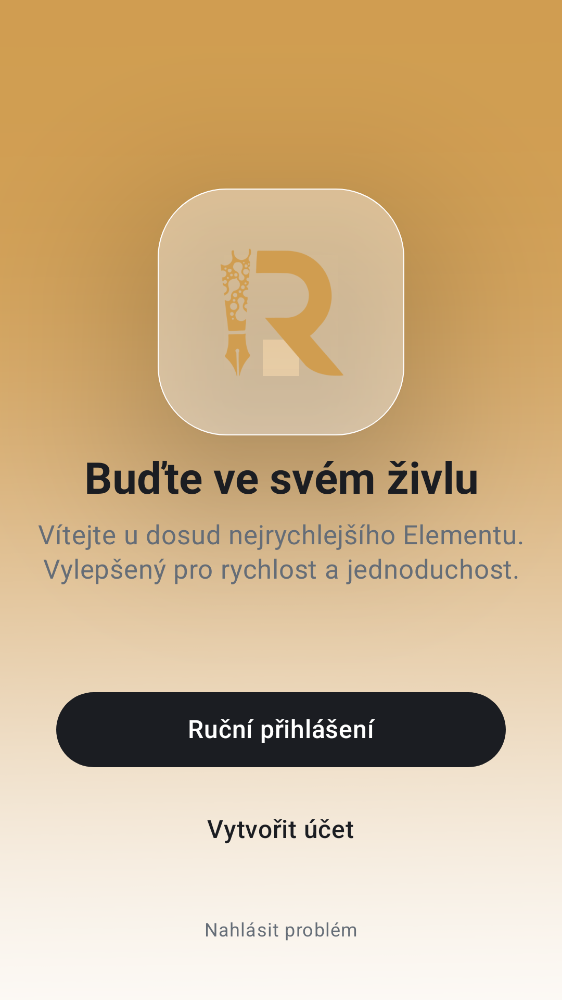 R
Buďte ve svém živlu
Vítejte u dosud nejrychlejšího Elementu.
Vylepšený pro rychlost a jednoduchost.
Ruční přihlášení
Vytvořit účet
Nahlásit problém